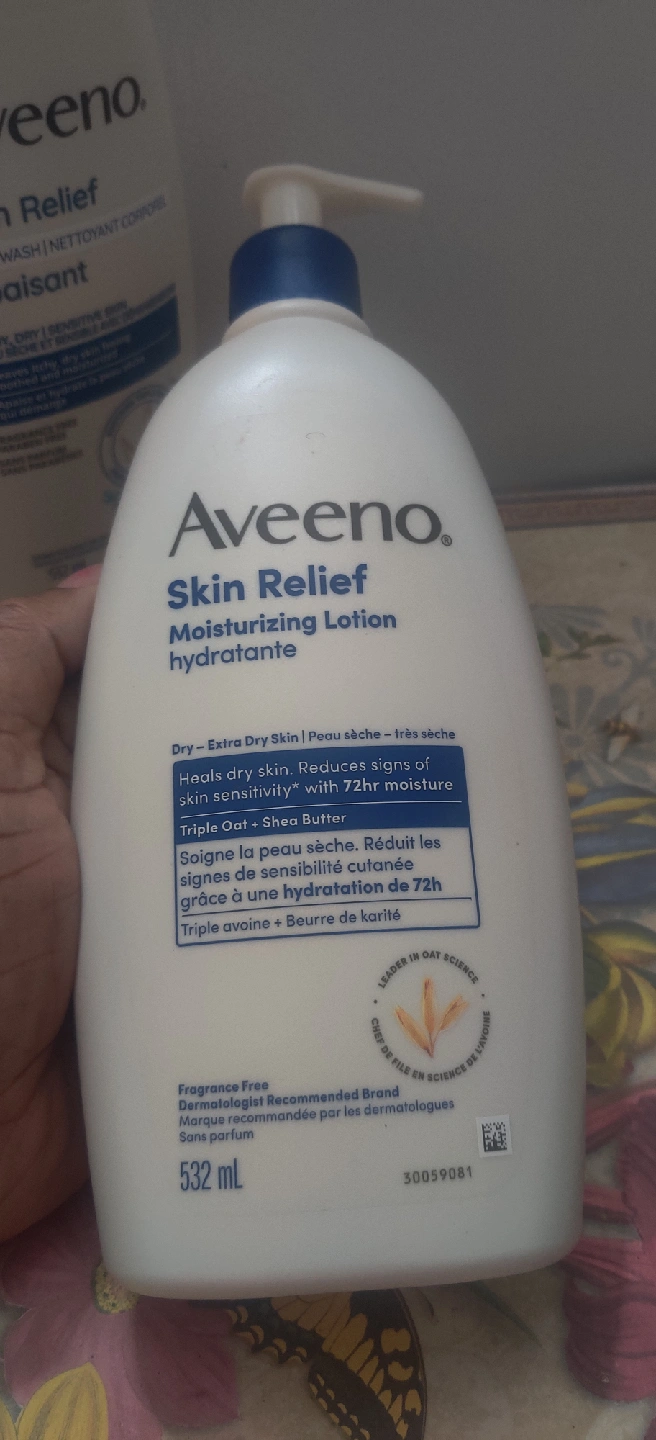 veeno®
n Relief
WASH | NETTOYANT CORPOREL
aisant
DRY | SENSITIVE SKIN
Aveeno®
Skin Relief
Moisturizing Lotion
hydratante
Dry – Extra Dry Skin | Peau sèche – très sèche
Heals dry skin. Reduces signs of
skin sensitivity* with 72hr moisture
Triple Oat + Shea Butter
Soigne la peau sèche. Réduit les
signes de sensibilité cutanée
grâce à une hydratation de 72h
Triple avoine + Beurre de karité
LEADER IN OAT SCIENCE
CHEF DE FILE EN SCIENCE DE L'AVOINE
Fragrance Free
Dermatologist Recommended Brand
Marque recommandée par les dermatologues
Sans parfum
532 mL
30059081